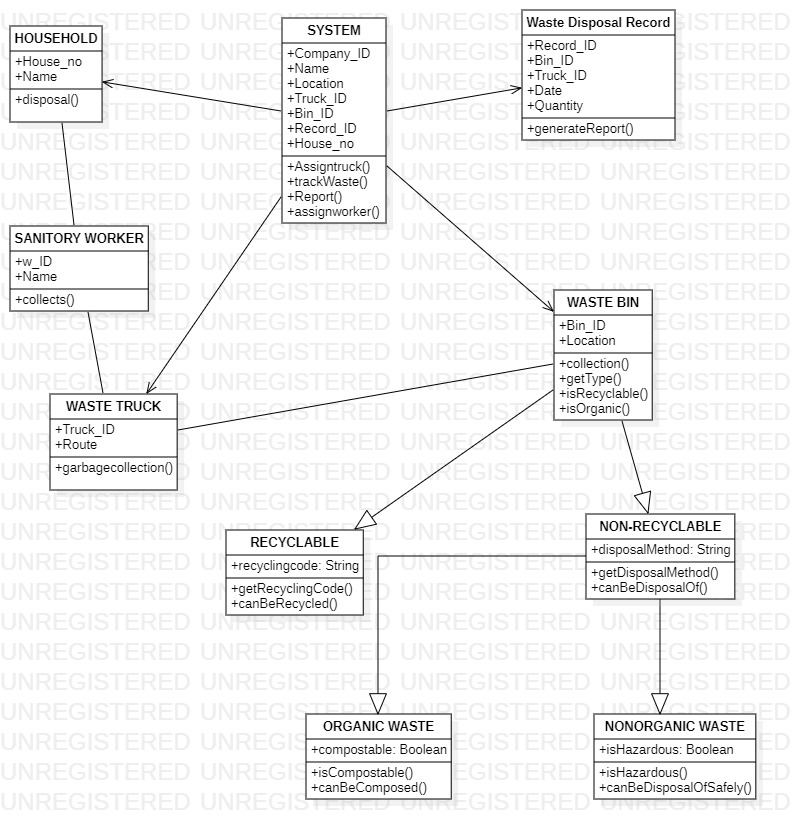 HOUSEHOLD
+House_no
+Name
+disposal()
SYSTEM
+Company_ID
+Name
+Location
+Truck_ID
+Bin_ID
+Record_ID
+House_no
+Assigntruck()
+trackWaste()
+Report()
+assignworker()
Waste Disposal Record
+Record_ID
+Bin_ID
+Truck_ID
+Date
+Quantity
+generateReport()
SANITORY WORKER
+w_ID
+Name
+collects()
WASTE BIN
+Bin_ID
+Location
+collection()
+getType()
+isRecyclable()
+isOrganic()
WASTE TRUCK
+Truck_ID
+Route
+garbagecollection()
RECYCLABLE
+recyclingcode: String
+getRecyclingCode()
+canBeRecycled()
NON-RECYCLABLE
+disposalMethod: String
+getDisposalMethod()
+canBeDisposalOf()
ORGANIC WASTE
+compostable: Boolean
+isCompostable()
+canBeComposed()
NONORGANIC WASTE
+isHazardous: Boolean
+isHazardous()
+canBeDisposalOfSafely()
UNREGISTERED